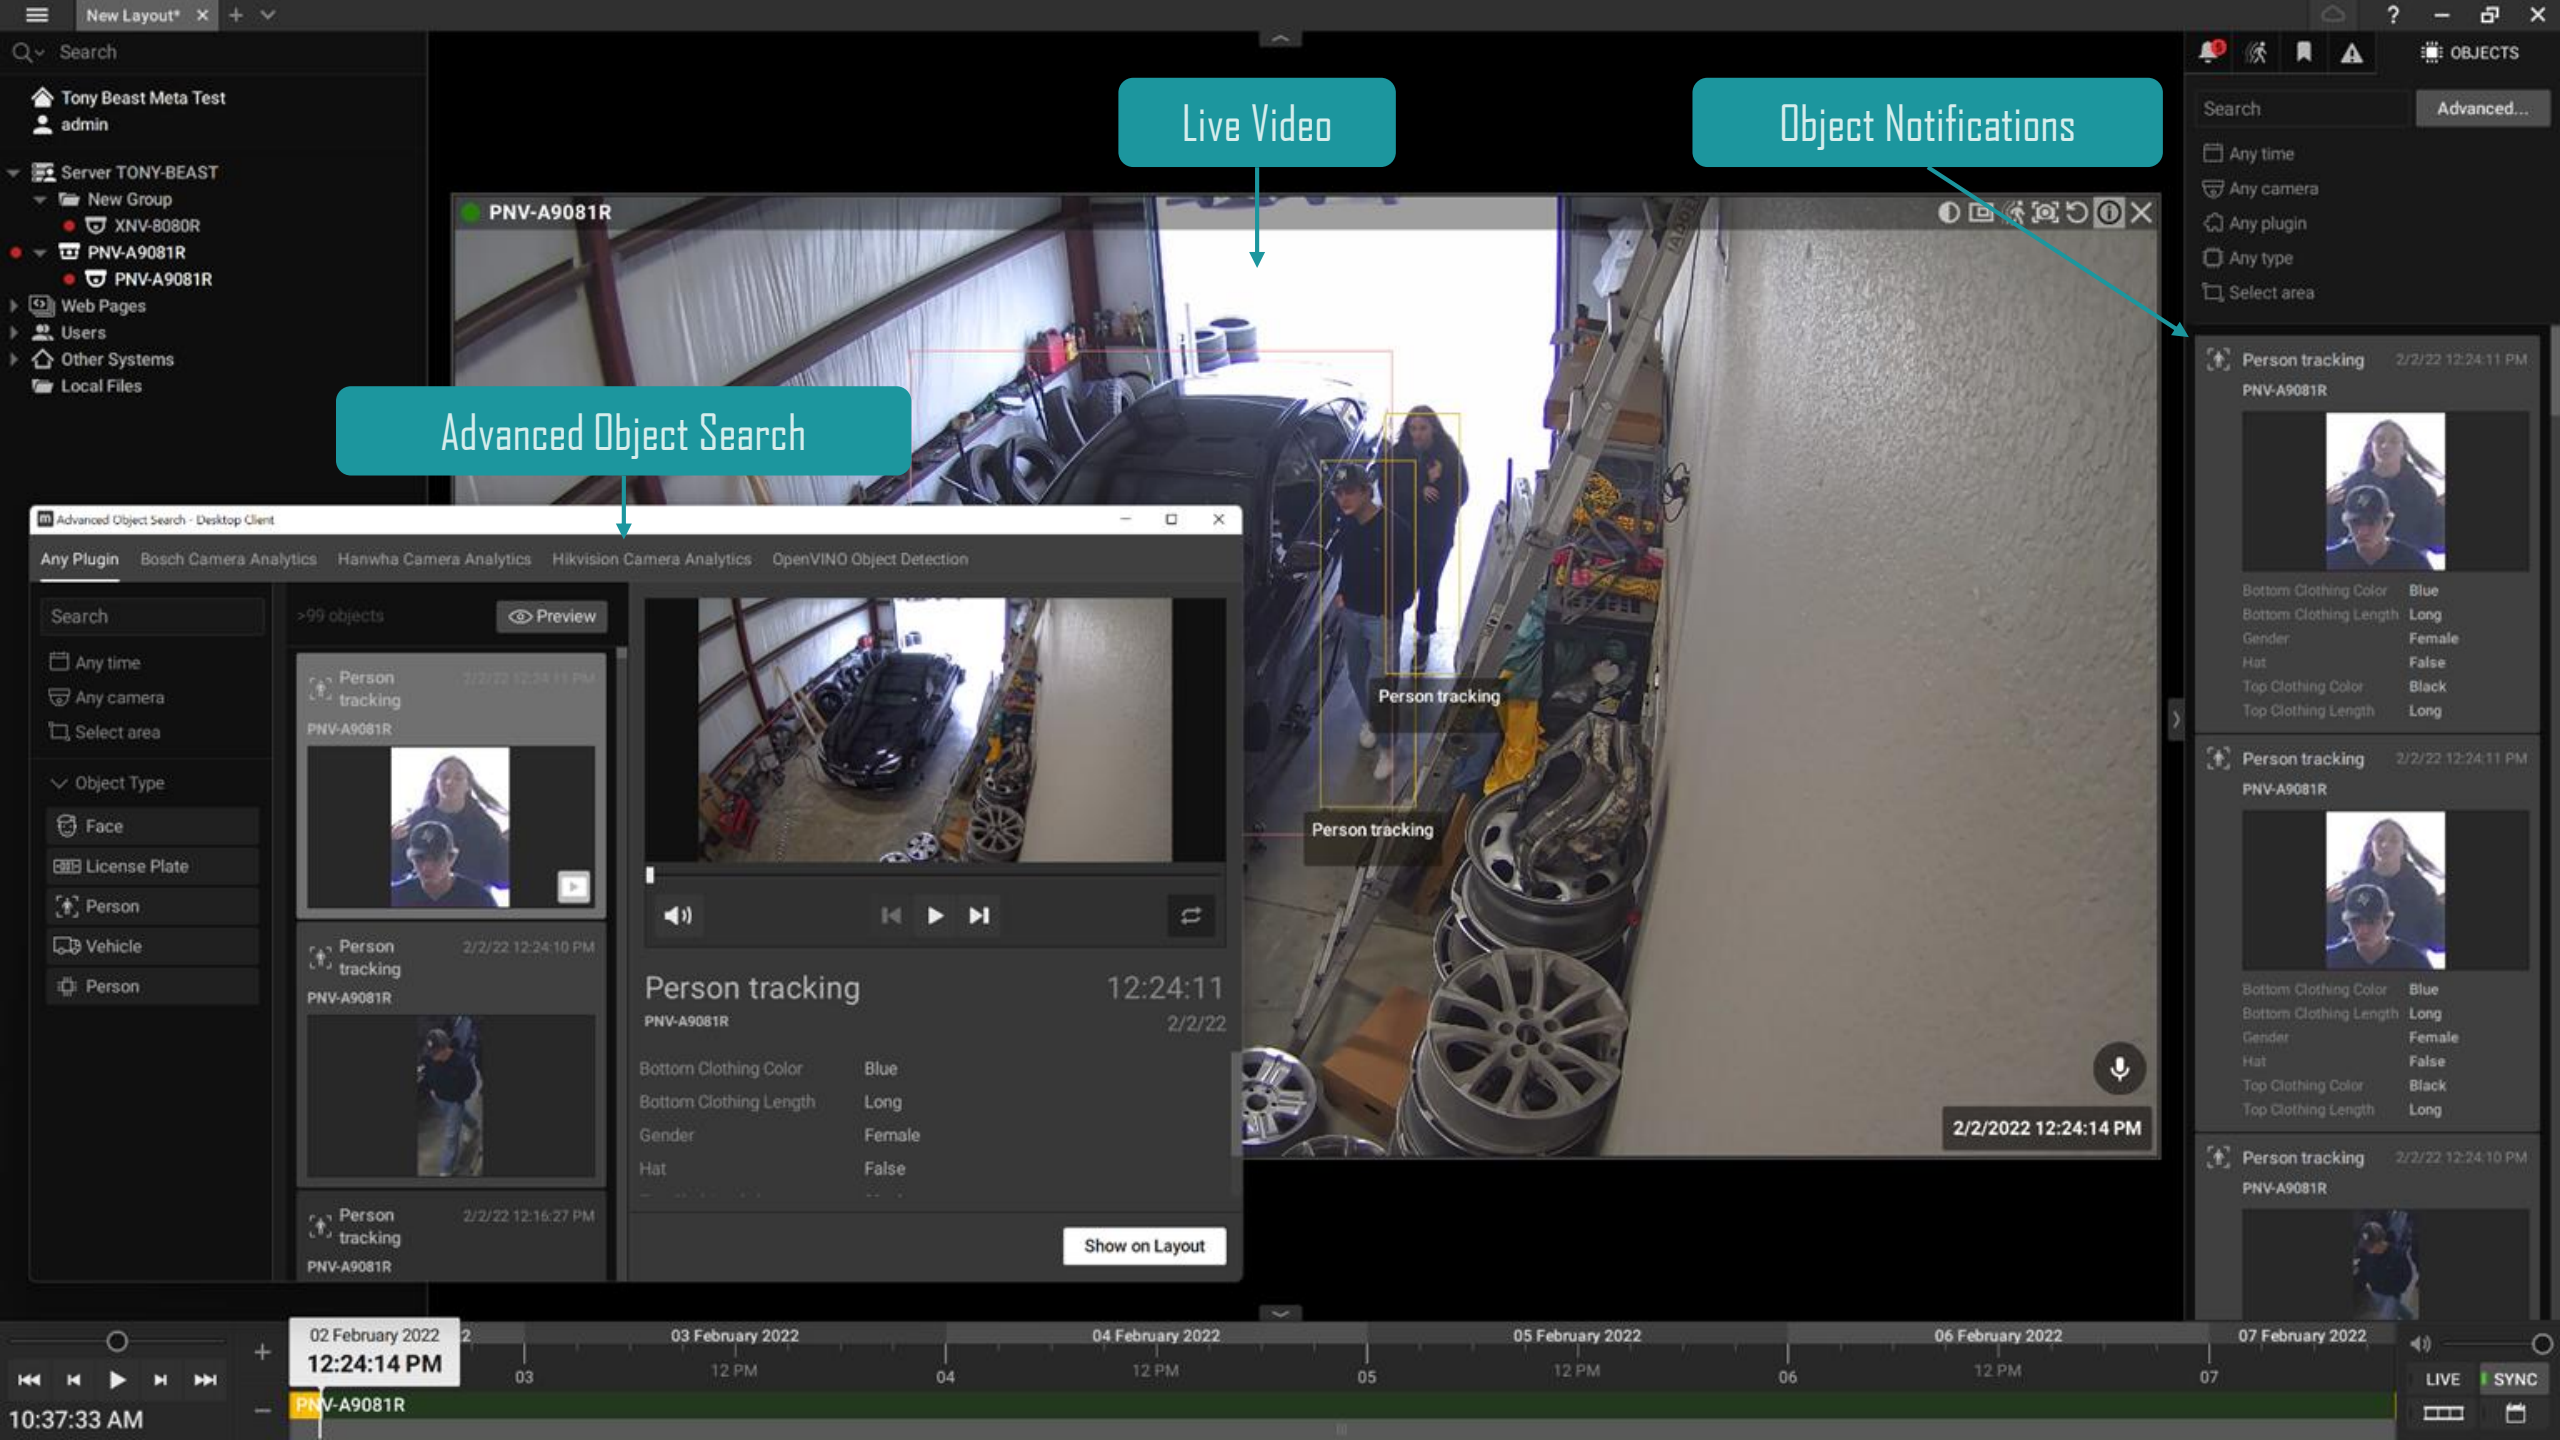 New Layout*
Search
OBJECTS
Tony Beast Meta Test
admin
Server TONY-BEAST
New Group
XNV-8080R
PNV-A9081R
PNV-A9081R
Web Pages
Users
Other Systems
Local Files
Live Video
Object Notifications
Advanced Object Search
PNV-A9081R
Person tracking
Person tracking
2/2/2022 12:24:14 PM
Search
Advanced...
Any time
Any camera
Any plugin
Any type
Select area
Person tracking 2/2/22 12:24:11 PM
PNV-A9081R
Bottom Clothing Color Blue
Bottom Clothing Length Long
Gender Female
Hat False
Top Clothing Color Black
Top Clothing Length Long
Person tracking 2/2/22 12:24:11 PM
PNV-A9081R
Bottom Clothing Color Blue
Bottom Clothing Length Long
Gender Female
Hat False
Top Clothing Color Black
Top Clothing Length Long
Person tracking 2/2/22 12:24:10 PM
PNV-A9081R
Advanced Object Search - Desktop Client
Any Plugin Bosch Camera Analytics Hanwha Camera Analytics Hikvision Camera Analytics OpenVINO Object Detection
Search
Any time
Any camera
Select area
Object Type
Face
License Plate
Person
Vehicle
Person
>99 objects Preview
Person tracking 2/2/22 12:24:11 PM
PNV-A9081R
Person tracking 2/2/22 12:24:10 PM
PNV-A9081R
Person tracking 2/2/22 12:16:27 PM
PNV-A9081R
Person tracking 12:24:11
PNV-A9081R 2/2/22
Bottom Clothing Color Blue
Bottom Clothing Length Long
Gender Female
Hat False
Show on Layout
02 February 2022 2 03 February 2022 04 February 2022 05 February 2022 06 February 2022 07 February 2022
12:24:14 PM
03 12 PM 04 12 PM 05 12 PM 06 12 PM 07
PNV-A9081R
10:37:33 AM
LIVE SYNC